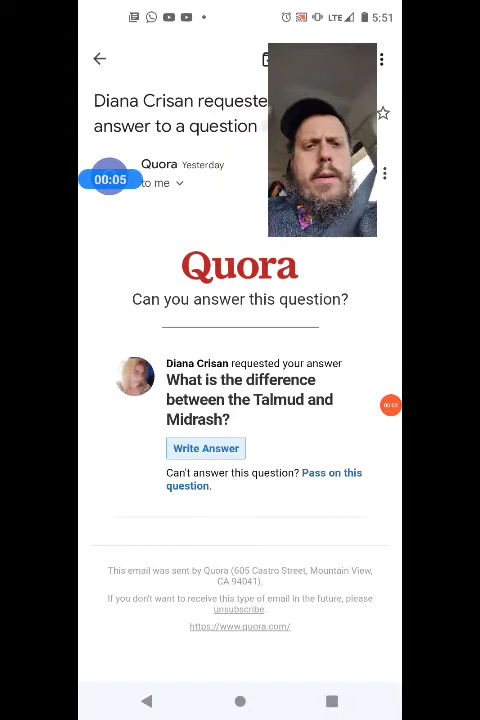 LTE 5:51
Diana Crisan requeste
answer to a question
Quora Yesterday
00:05
to me
Quora
Can you answer this question?
Diana Crisan requested your answer
What is the difference
between the Talmud and
Midrash?
Write Answer
Can't answer this question? Pass on this
question.
This email was sent by Quora (605 Castro Street, Mountain View,
CA 94041).
If you don't want to receive this type of email in the future, please
unsubscribe.
https://www.quora.com/